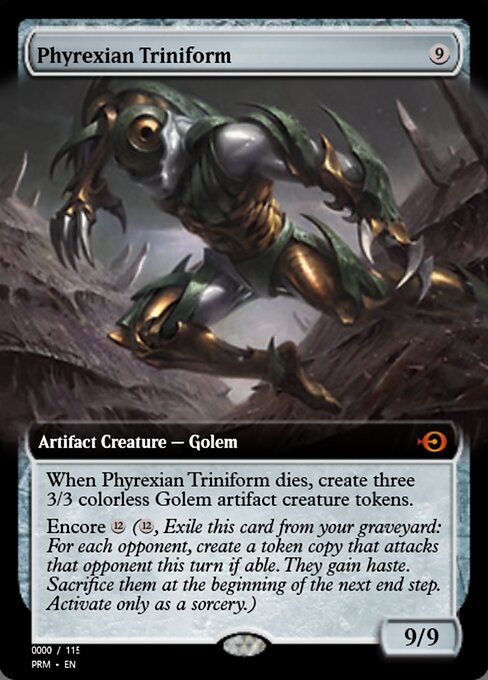 Phyrexian Triniform 9
Artifact Creature — Golem
When Phyrexian Triniform dies, create three
3/3 colorless Golem artifact creature tokens.
Encore 12 (12, Exile this card from your graveyard:
For each opponent, create a token copy that attacks
that opponent this turn if able. They gain haste.
Sacrifice them at the beginning of the next end step.
Activate only as a sorcery.)
9/9
0000 / 115
PRM • EN